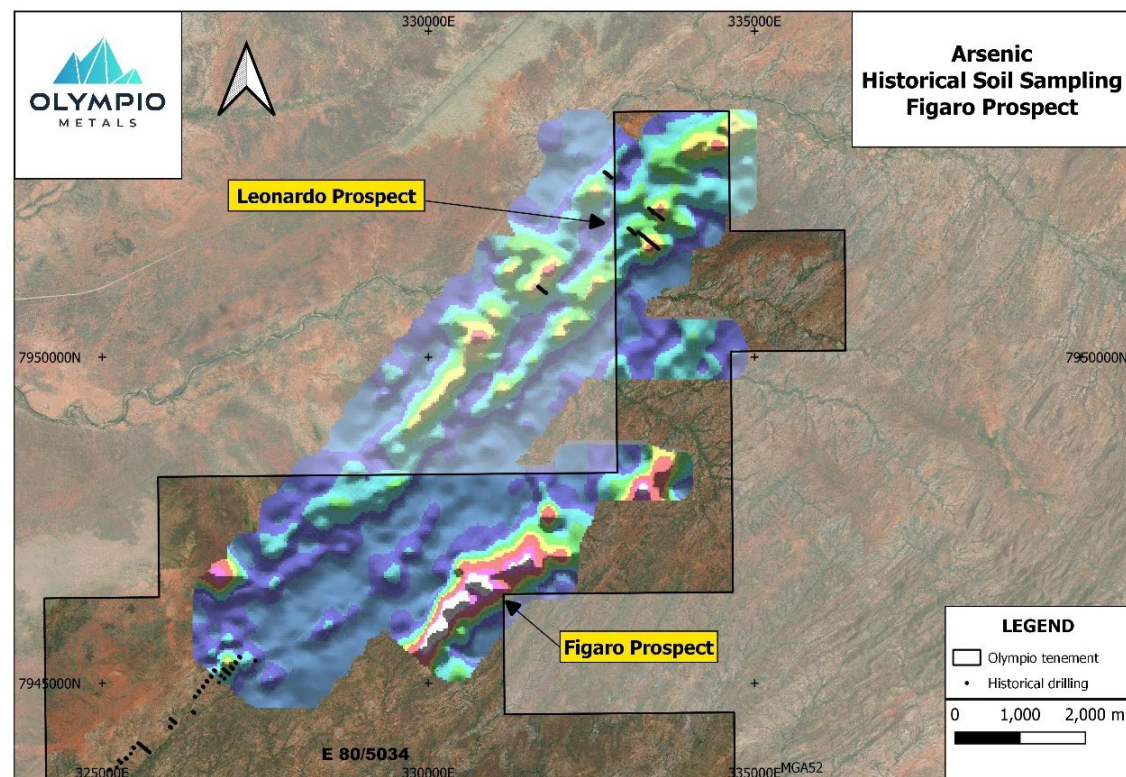 OLYMPIO
METALS
330000E
335000E
Arsenic
Historical Soil Sampling
Figaro Prospect
Leonardo Prospect
7950000N
7950000N
Figaro Prospect
7945000N
LEGEND
Olympio tenement
Historical drilling
0 1,000 2,000 m
E 80/5034
325000E
330000E
335000E
MGA52